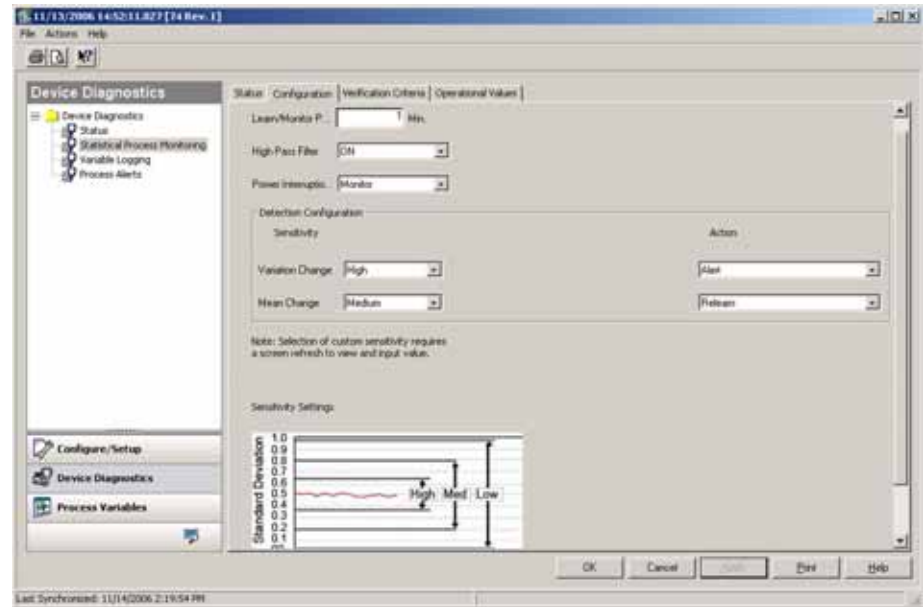 11/13/2006 14:52:11.827 [74 Rev. 1]
File Actions Help
Device Diagnostics
Device Diagnostics
Status
Statistical Process Monitoring
Variable Logging
Process Alerts
Configure/Setup
Device Diagnostics
Process Variables
Status Configuration Verification Criteria Operational Values
Learn/Monitor P... 1 Min.
High Pass Filter ON
Power Interruptio... Monitor
Detection Configuration
Sensitivity Action
Variation Change High Alert
Mean Change Medium Relearn
Note: Selection of custom sensitivity requires
a screen refresh to view and input value.
Sensitivity Settings
Standard Deviation
1.0
0.9
0.8
0.7
0.6
0.5
0.4
0.3
0.2
0.1
High Med Low
OK Cancel Apply Print Help
Last Synchronized: 11/14/2006 2:19:54 PM